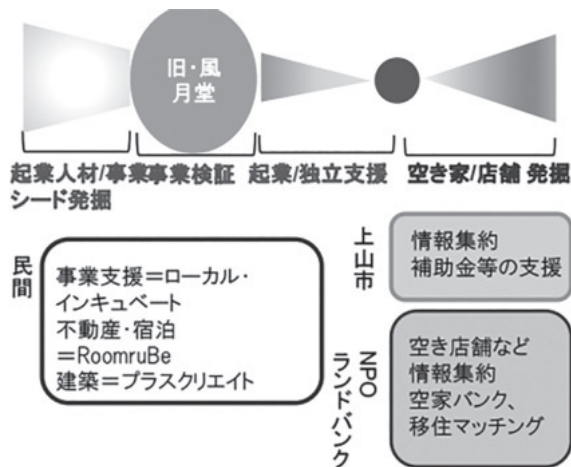 旧・風
月堂
起業人材/事業
シード発掘
事業検証
起業/独立支援
空き家/店舗 発掘
民間
事業支援＝ローカル・
インキュベート
不動産・宿泊
＝RoomruBe
建築＝プラスクリエイト
上山市
情報集約
補助金等の支援
NPO
ランドバンク
空き店舗など
情報集約
空家バンク、
移住マッチング